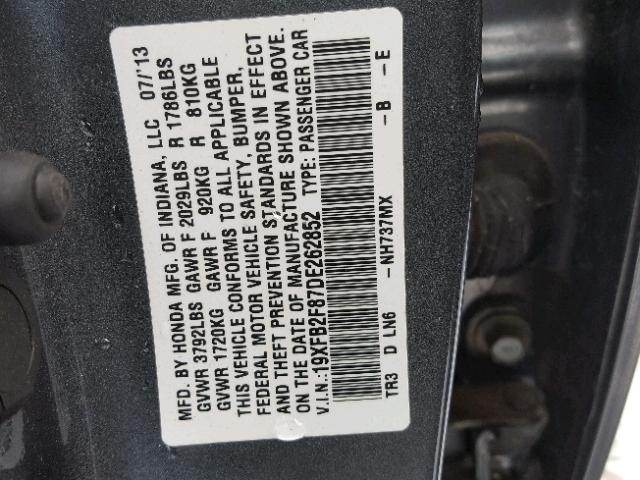 MFD. BY HONDA MFG. OF INDIANA, LLC 07/'13
GVWR 3792LBS GAWR F 2029LBS R 1786LBS
GVWR 1720KG GAWR F 920KG R 810KG
THIS VEHICLE CONFORMS TO ALL APPLICABLE
FEDERAL MOTOR VEHICLE SAFETY, BUMPER,
AND THEFT PREVENTION STANDARDS IN EFFECT
ON THE DATE OF MANUFACTURE SHOWN ABOVE.
V.I.N.:19XFB2F87DE262852 TYPE: PASSENGER CAR
TR3 D LN6 -NH737MX -B -E